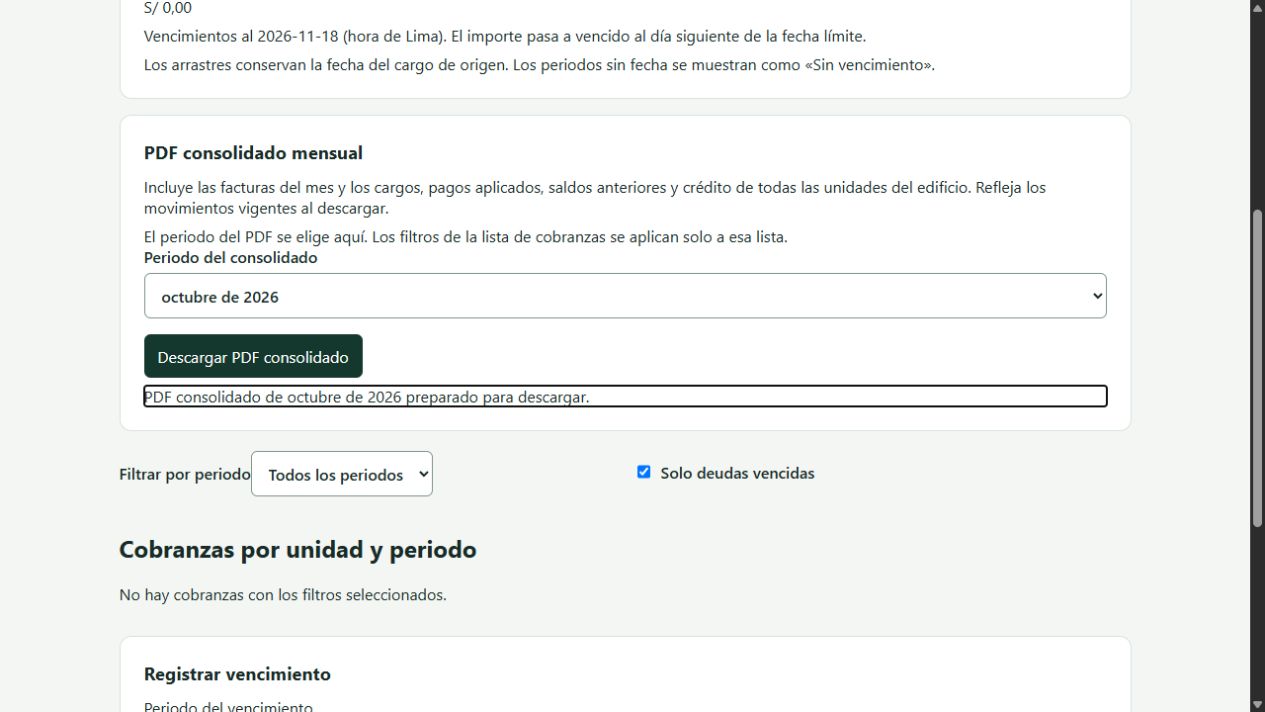 S/ 0,00
Vencimientos al 2026-11-18 (hora de Lima). El importe pasa a vencido al día siguiente de la fecha límite.
Los arrastres conservan la fecha del cargo de origen. Los periodos sin fecha se muestran como «Sin vencimiento».
PDF consolidado mensual
Incluye las facturas del mes y los cargos, pagos aplicados, saldos anteriores y crédito de todas las unidades del edificio. Refleja los
movimientos vigentes al descargar.
El periodo del PDF se elige aquí. Los filtros de la lista de cobranzas se aplican solo a esa lista.
Periodo del consolidado
octubre de 2026
Descargar PDF consolidado
PDF consolidado de octubre de 2026 preparado para descargar.
Filtrar por periodo Todos los periodos Solo deudas vencidas
Cobranzas por unidad y periodo
No hay cobranzas con los filtros seleccionados.
Registrar vencimiento
Periodo del vencimiento